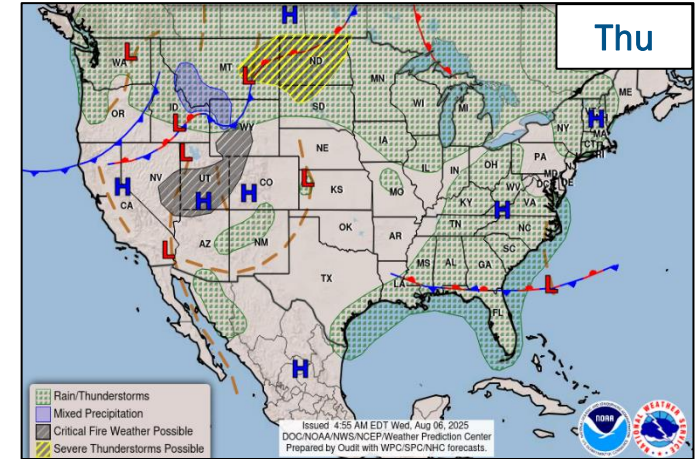 Thu
H
WA
L
MT
L
ND
MN
OR
ID
L
SD
WI
MI
ME
H
NY
MA
CT
RI
WY
L
NE
IA
PA
NV
UT
H
CO
H
L
KS
MO
IL
IN
OH
WV
VA
MD
DC
DE
H
CA
KY
H
L
AZ
NM
OK
AR
TN
NC
SC
TX
MS
AL
GA
LA
L
FL
H
Rain/Thunderstorms
Mixed Precipitation
Critical Fire Weather Possible
Severe Thunderstorms Possible
Issued 4:55 AM EDT Wed, Aug 06, 2025
DOC/NOAA/NWS/NCEP/Weather Prediction Center
Prepared by Oudit with WPC/SPC/NHC forecasts.
NOAA
NATIONAL WEATHER SERVICE